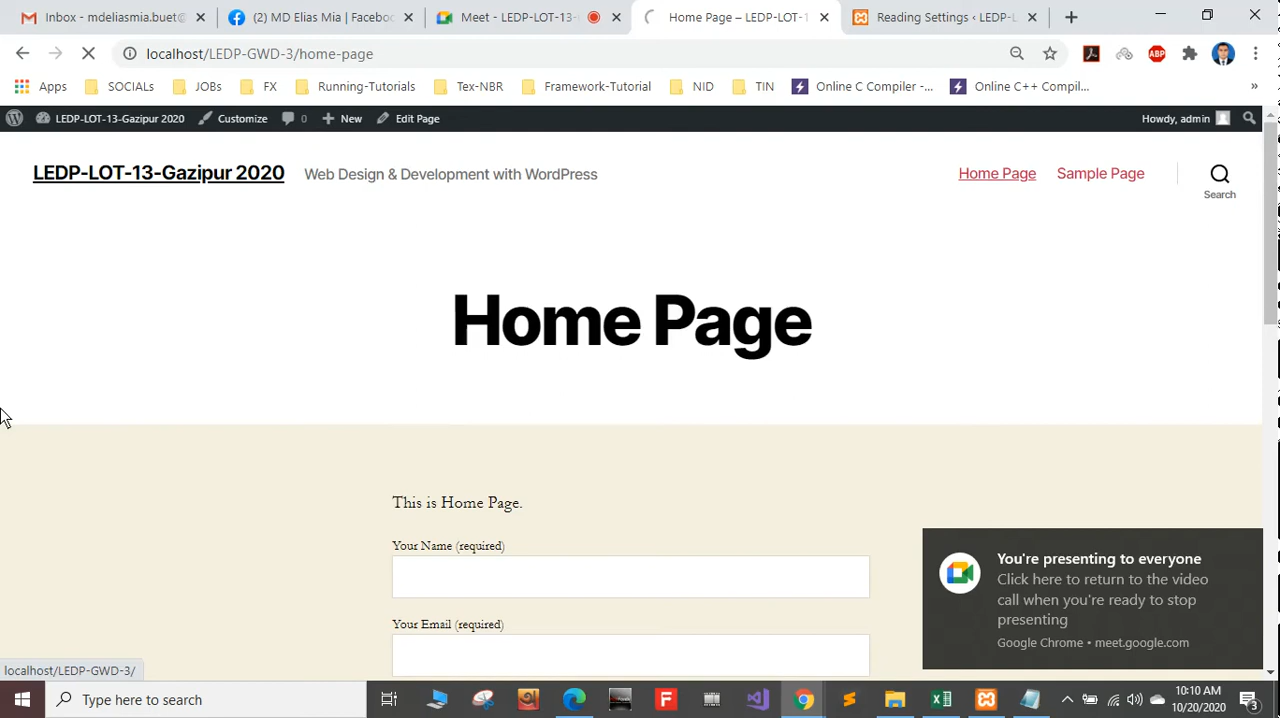 Inbox - mdeliasmia.buet@
(2) MD Elias Mia | Faceboo
Meet - LEDP-LOT-13-
Home Page – LEDP-LOT-1
Reading Settings ‹ LEDP-L
localhost/LEDP-GWD-3/home-page
ABP
Apps
SOCIALs
JOBs
FX
Running-Tutorials
Tex-NBR
Framework-Tutorial
NID
TIN
Online C Compiler -...
Online C++ Compil...
LEDP-LOT-13-Gazipur 2020
Customize
0
New
Edit Page
Howdy, admin
LEDP-LOT-13-Gazipur 2020
Web Design & Development with WordPress
Home Page
Sample Page
Search
Home Page
This is Home Page.
Your Name (required)
Your Email (required)
You're presenting to everyone
Click here to return to the video
call when you're ready to stop
presenting
Google Chrome • meet.google.com
localhost/LEDP-GWD-3/
Type here to search
10:10 AM
10/20/2020
3